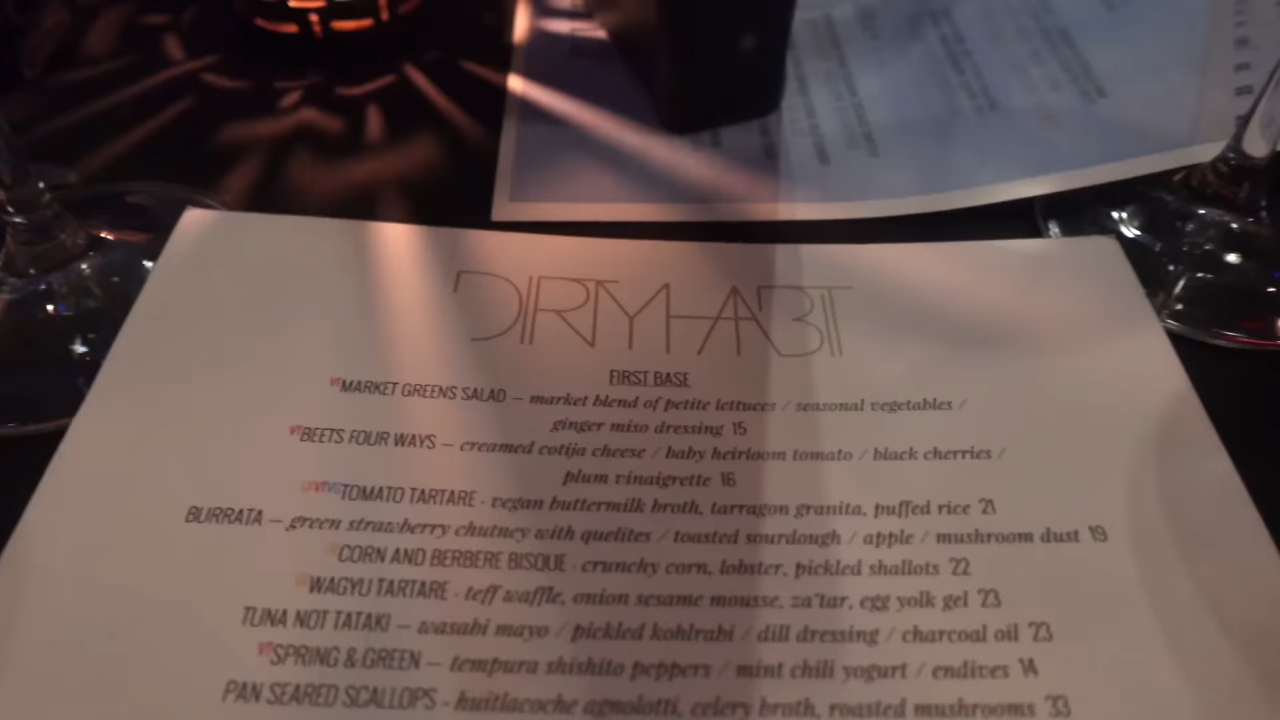 DIRTY HABIT
FIRST BASE
VT MARKET GREENS SALAD – market blend of petite lettuces / seasonal vegetables /
ginger miso dressing 15
VT BEETS FOUR WAYS – creamed cotija cheese / baby heirloom tomato / black cherries /
plum vinaigrette 16
TOMATO TARTARE - vegan buttermilk broth, tarragon granita, puffed rice 21
BURRATA – green strawberry chutney with quelites / toasted sourdough / apple / mushroom dust 19
CORN AND BERBERE BISQUE - crunchy corn, lobster, pickled shallots 22
WAGYU TARTARE - teff waffle, onion sesame mousse, za'tar, egg yolk gel 23
TUNA NOT TATAKI – wasabi mayo / pickled kohlrabi / dill dressing / charcoal oil 23
VT SPRING & GREEN – tempura shishito peppers / mint chili yogurt / endives 14
PAN SEARED SCALLOPS - huitlacoche agnolotti, celery broth, roasted mushrooms 33